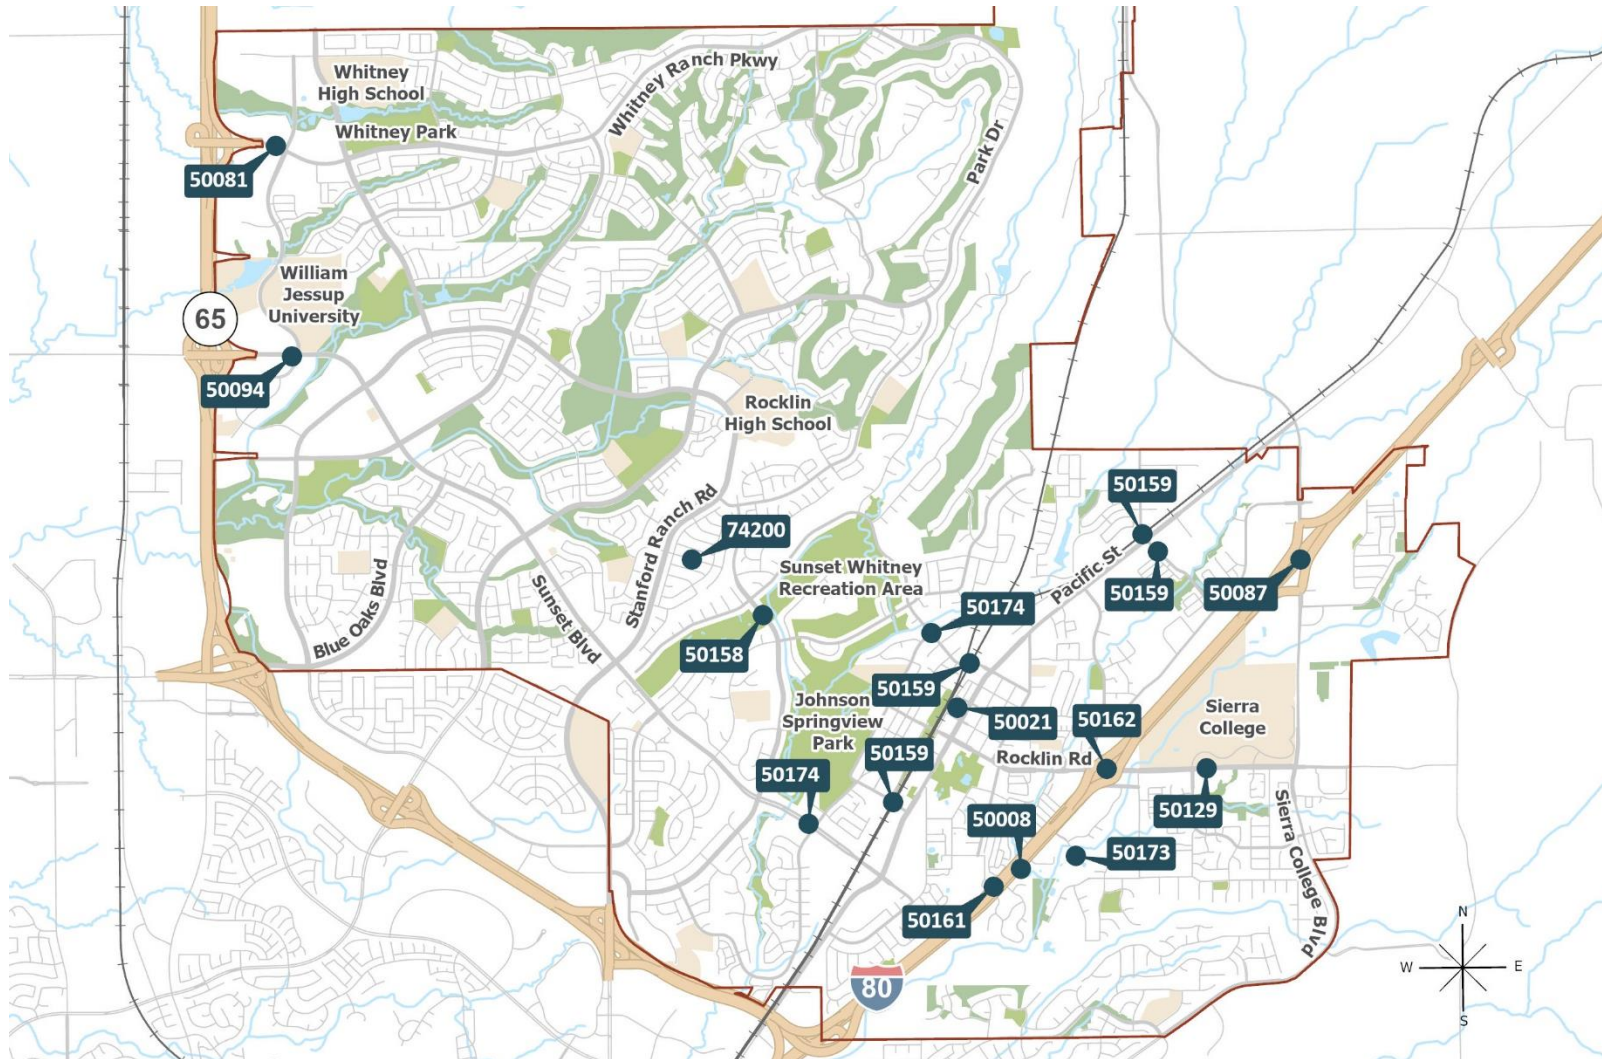 Whitney
High School
Whitney Ranch Pkwy
Whitney Park
Park Dr
50081
William
Jessup
University
65
50094
Rocklin
High School
Stanford Ranch Rd
50159
74200
Sunset Whitney
Recreation Area
Pacific St
50159
50087
Blue Oaks Blvd
Sunset Blvd
50174
50158
50159
Johnson
Springview
Park
50021
50162
Sierra
College
50159
Rocklin Rd
50174
50129
50008
50173
Sierra College Blvd
50161
80
N
W
E
S